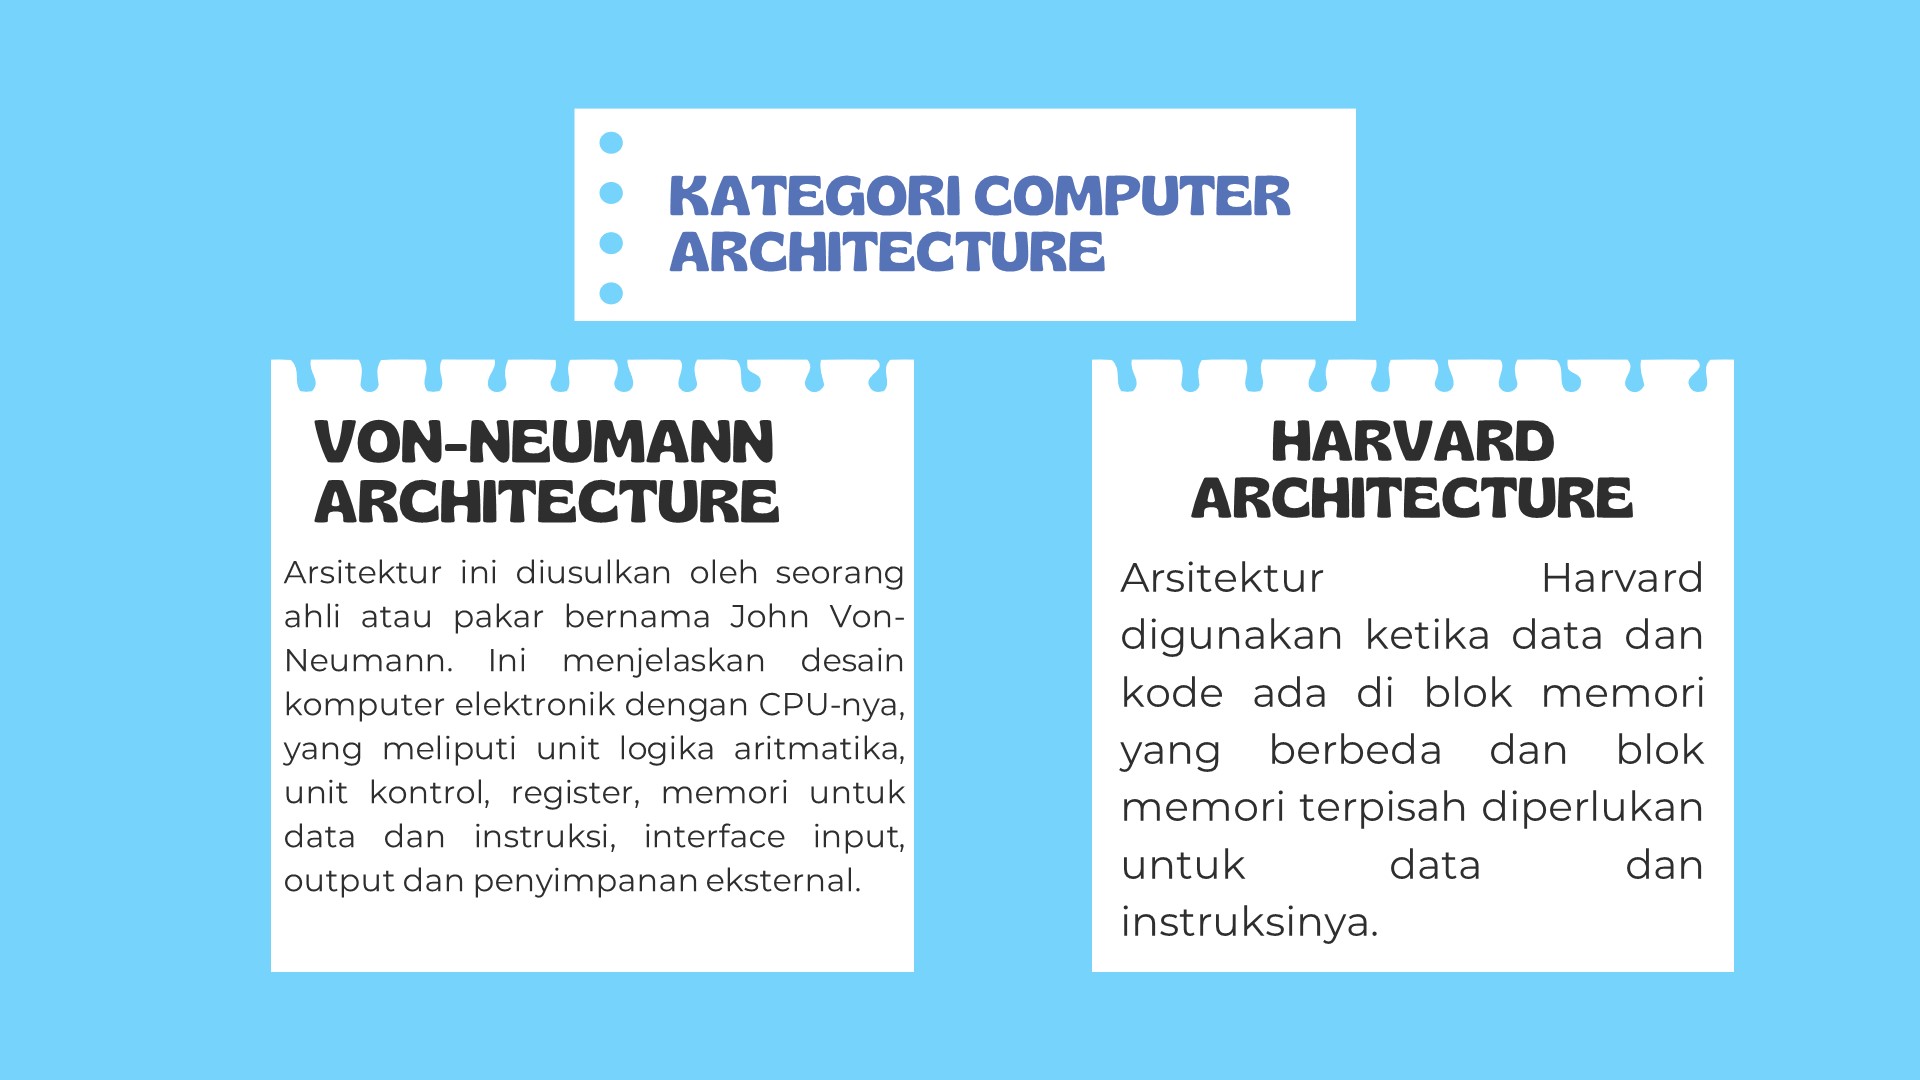 KATEGORI COMPUTER
ARCHITECTURE
VON-NEUMANN
ARCHITECTURE
Arsitektur ini diusulkan oleh seorang
ahli atau pakar bernama John Von-
Neumann. Ini menjelaskan desain
komputer elektronik dengan CPU-nya,
yang meliputi unit logika aritmatika,
unit kontrol, register, memori untuk
data dan instruksi, interface input,
output dan penyimpanan eksternal.
HARVARD
ARCHITECTURE
Arsitektur Harvard
digunakan ketika data dan
kode ada di blok memori
yang berbeda dan blok
memori terpisah diperlukan
untuk data dan
instruksinya.